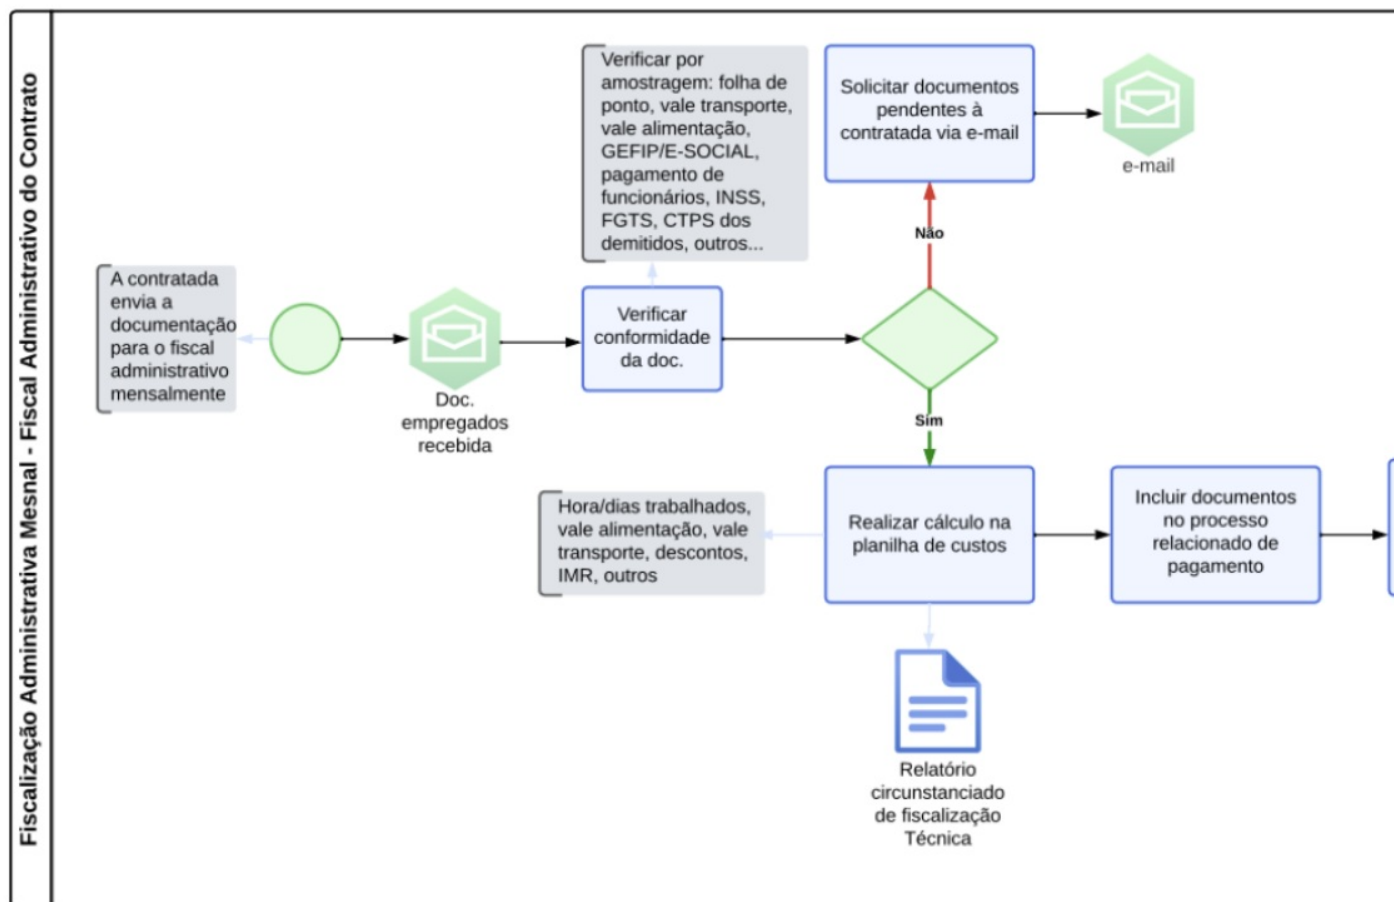 Fiscalização Administrativa Mesnal - Fiscal Administrativo do Contrato
A contratada
envia a
documentação
para o fiscal
administrativo
mensalmente
Doc.
empregados
recebida
Verificar por
amostragem: folha de
ponto, vale transporte,
vale alimentação,
GEFIP/E-SOCIAL,
pagamento de
funcionários, INSS,
FGTS, CTPS dos
demitidos, outros...
Verificar
conformidade
da doc.
Solicitar documentos
pendentes à
contratada via e-mail
e-mail
Não
Sim
Hora/dias trabalhados,
vale alimentação, vale
transporte, descontos,
IMR, outros
Realizar cálculo na
planilha de custos
Incluir documentos
no processo
relacionado de
pagamento
Relatório
circunstanciado
de fiscalização
Técnica